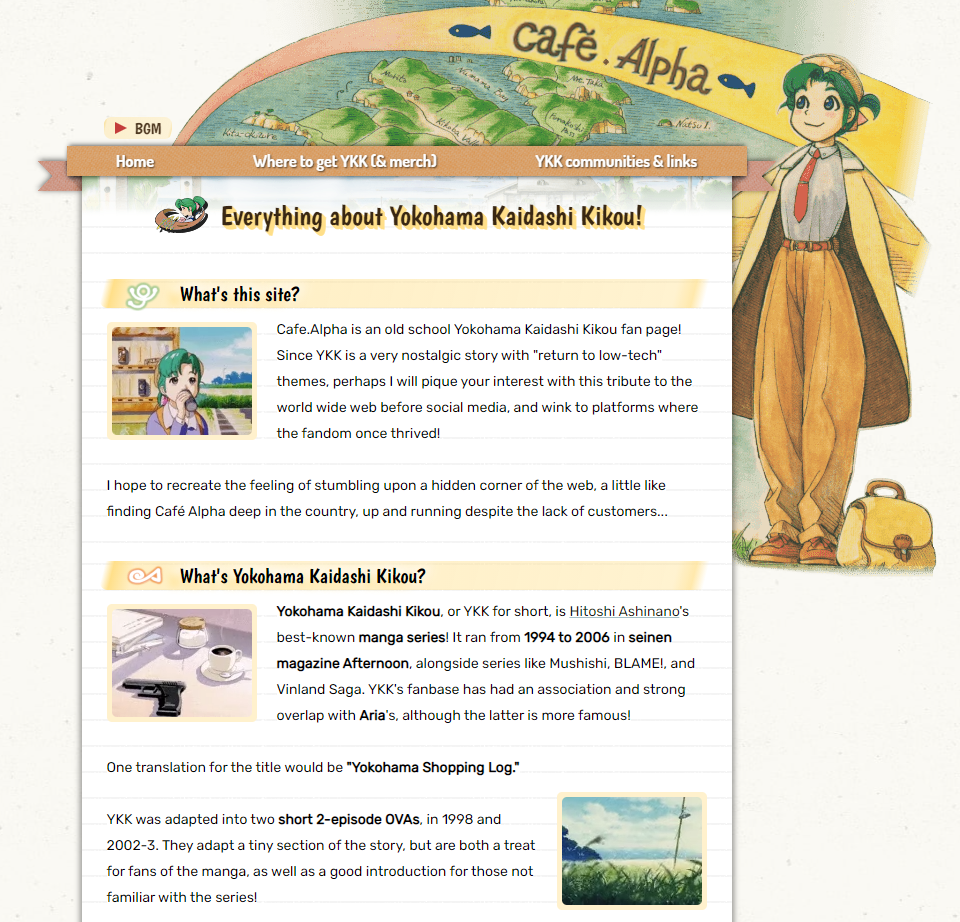 Café.Alpha
Mutito
Yumama Bay
Me. Taka
Kita-
Kitoba Va
Pass
Natsu I.
BGM
Home
Where to get YKK (& merch)
YKK communities & links
Everything about Yokohama Kaidashi Kikou!
What's this site?
Cafe.Alpha is an old school Yokohama Kaidashi Kikou fan page!
Since YKK is a very nostalgic story with "return to low-tech"
themes, perhaps I will pique your interest with this tribute to the
world wide web before social media, and wink to platforms where
the fandom once thrived!
I hope to recreate the feeling of stumbling upon a hidden corner of the web, a little like
finding Café Alpha deep in the country, up and running despite the lack of customers...
What's Yokohama Kaidashi Kikou?
Yokohama Kaidashi Kikou, or YKK for short, is Hitoshi Ashinano's
best-known manga series! It ran from 1994 to 2006 in seinen
magazine Afternoon, alongside series like Mushishi, BLAME!, and
Vinland Saga. YKK's fanbase has had an association and strong
overlap with Aria's, although the latter is more famous!
One translation for the title would be "Yokohama Shopping Log."
YKK was adapted into two short 2-episode OVAs, in 1998 and
2002-3. They adapt a tiny section of the story, but are both a treat
for fans of the manga, as well as a good introduction for those not
familiar with the series!